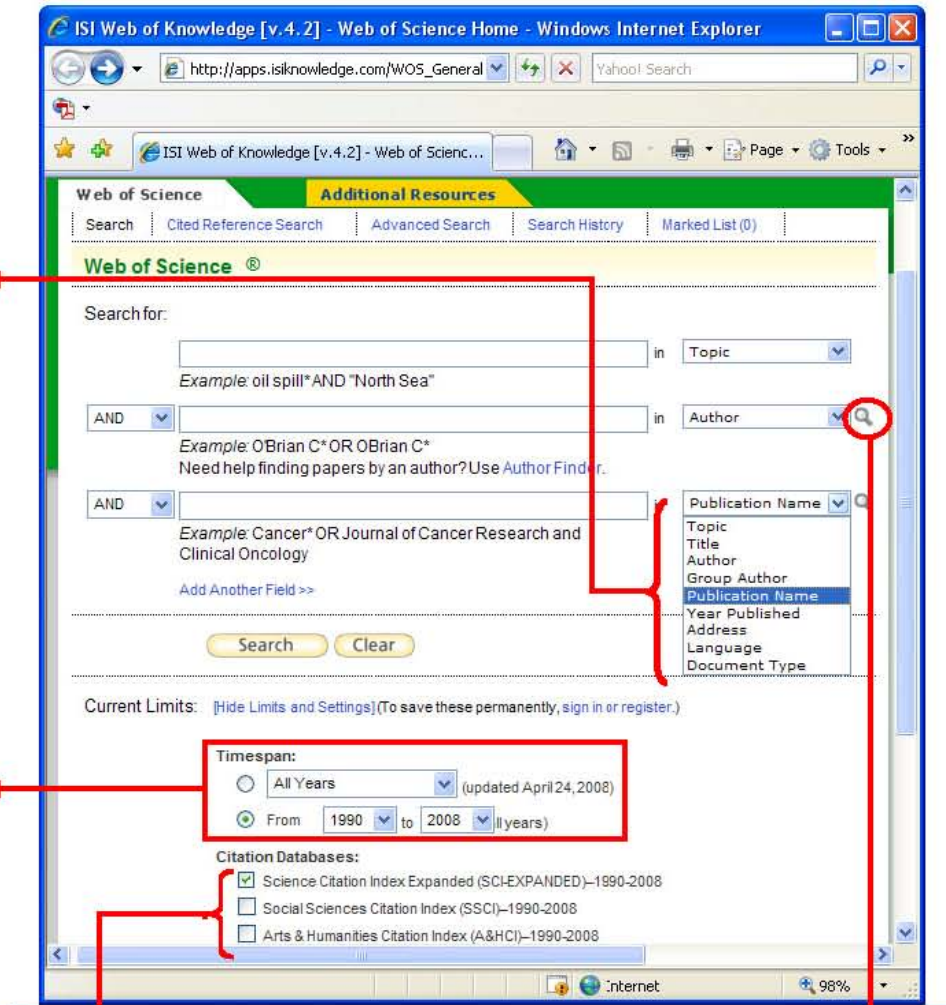 ISI Web of Knowledge [v.4.2] - Web of Science Home - Windows Internet Explorer
http://apps.isiknowledge.com/WOS_General
Yahoo! Search
ISI Web of Knowledge [v.4.2] - Web of Scienc...
Page
Tools
»
Web of Science
Additional Resources
Search
Cited Reference Search
Advanced Search
Search History
Marked List (0)
Web of Science ®
Search for:
in Topic
Example: oil spill* AND "North Sea"
AND in Author
Example: O'Brian C* OR OBrian C*
Need help finding papers by an author? Use Author Finder.
AND Publication Name
Example: Cancer* OR Journal of Cancer Research and
Clinical Oncology
Topic
Title
Author
Group Author
Publication Name
Year Published
Address
Language
Document Type
Add Another Field >>
Search Clear
Current Limits: [Hide Limits and Settings] (To save these permanently, sign in or register.)
Timespan:
All Years (updated April 24, 2008)
From 1990 to 2008 ll years)
Citation Databases:
Science Citation Index Expanded (SCI-EXPANDED)--1990-2008
Social Sciences Citation Index (SSCI)--1990-2008
Arts & Humanities Citation Index (A&HCI)--1990-2008
Internet
98%